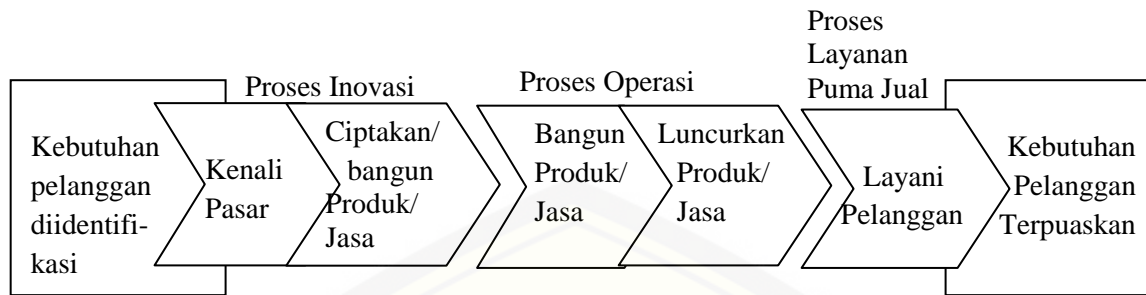 Proses
Layanan
Puma Jual
Proses Inovasi
Proses Operasi
Kebutuhan
pelanggan
diidentifi-
kasi
Kenali
Pasar
Ciptakan/
bangun
Produk/
Jasa
Bangun
Produk/
Jasa
Luncurkan
Produk/
Jasa
Layani
Pelanggan
Kebutuhan
Pelanggan
Terpuaskan